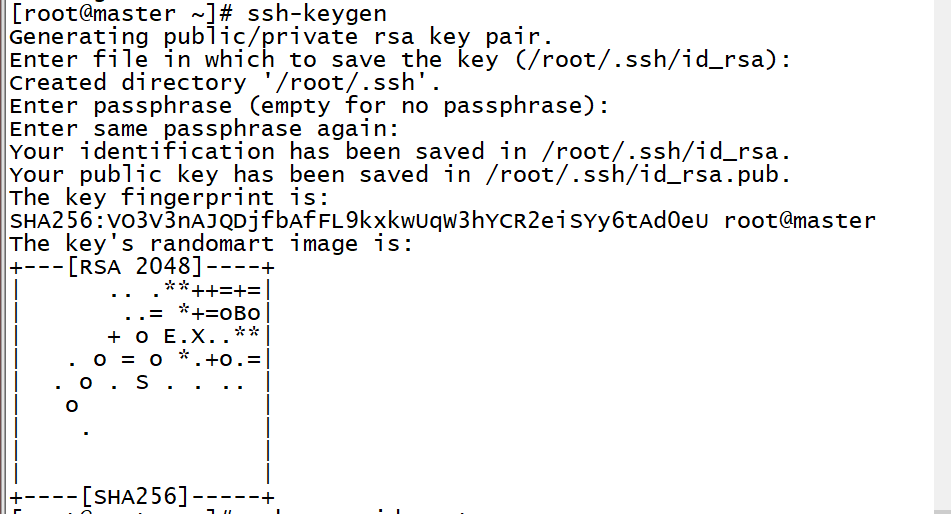 [root@master ~]# ssh-keygen
Generating public/private rsa key pair.
Enter file in which to save the key (/root/.ssh/id_rsa):
Created directory '/root/.ssh'.
Enter passphrase (empty for no passphrase):
Enter same passphrase again:
Your identification has been saved in /root/.ssh/id_rsa.
Your public key has been saved in /root/.ssh/id_rsa.pub.
The key fingerprint is:
SHA256:VO3V3nAJQDjfbAfFL9kxkwUqW3hYCR2eiSYy6tAdOeU root@master
The key's randomart image is:
+---[RSA 2048]----+
|      .. .**++=+=|
|       ..= *+=oBo|
|      + o E.X..**|
|   . o = o *.+o.=|
|  . o . S . . .. |
|   o             |
|    .            |
|                 |
|                 |
+----[SHA256]-----+